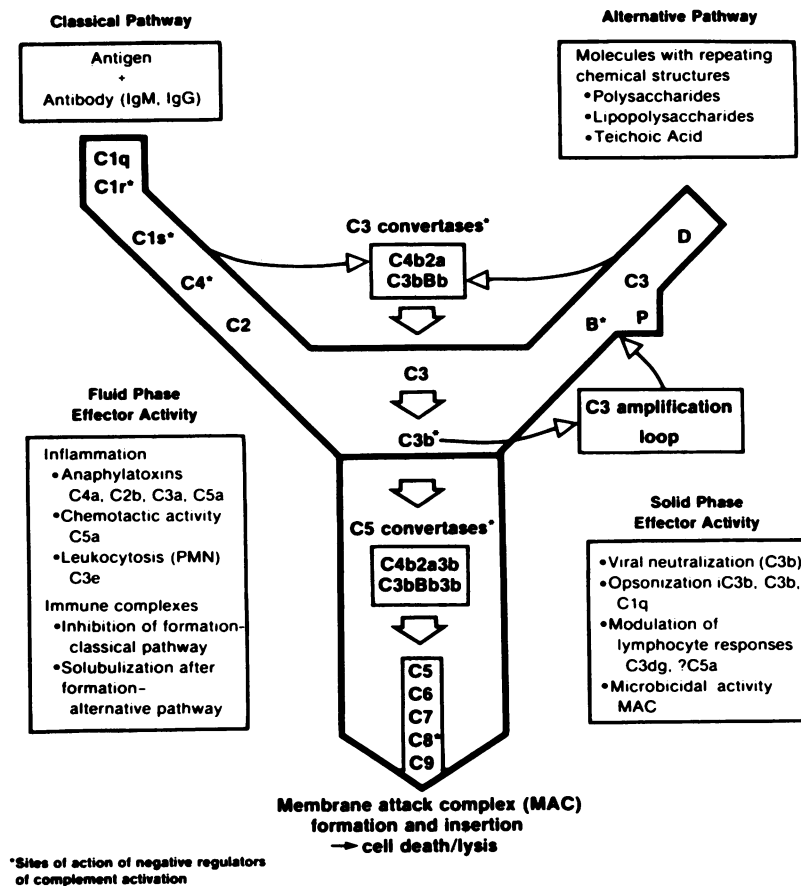 Classical Pathway
Antigen
+
Antibody (IgM, IgG)
Alternative Pathway
Molecules with repeating
chemical structures
•Polysaccharides
•Lipopolysaccharides
•Teichoic Acid
C1q
C1r*
C1s*
C4*
C2
C3 convertases*
C4b2a
C3bBb
D
C3
B* P
C3
C3b*
C3 amplification
loop
Fluid Phase
Effector Activity
Inflammation
•Anaphylatoxins
C4a, C2b, C3a, C5a
•Chemotactic activity
C5a
•Leukocytosis (PMN)
C3e
Immune complexes
•Inhibition of formation-
classical pathway
•Solubilization after
formation-
alternative pathway
C5 convertases*
C4b2a3b
C3bBb3b
C5
C6
C7
C8*
C9
Solid Phase
Effector Activity
•Viral neutralization (C3b)
•Opsonization iC3b, C3b,
C1q
•Modulation of
lymphocyte responses
C3dg, ?C5a
•Microbicidal activity
MAC
Membrane attack complex (MAC)
formation and insertion
→ cell death/lysis
*Sites of action of negative regulators
of complement activation